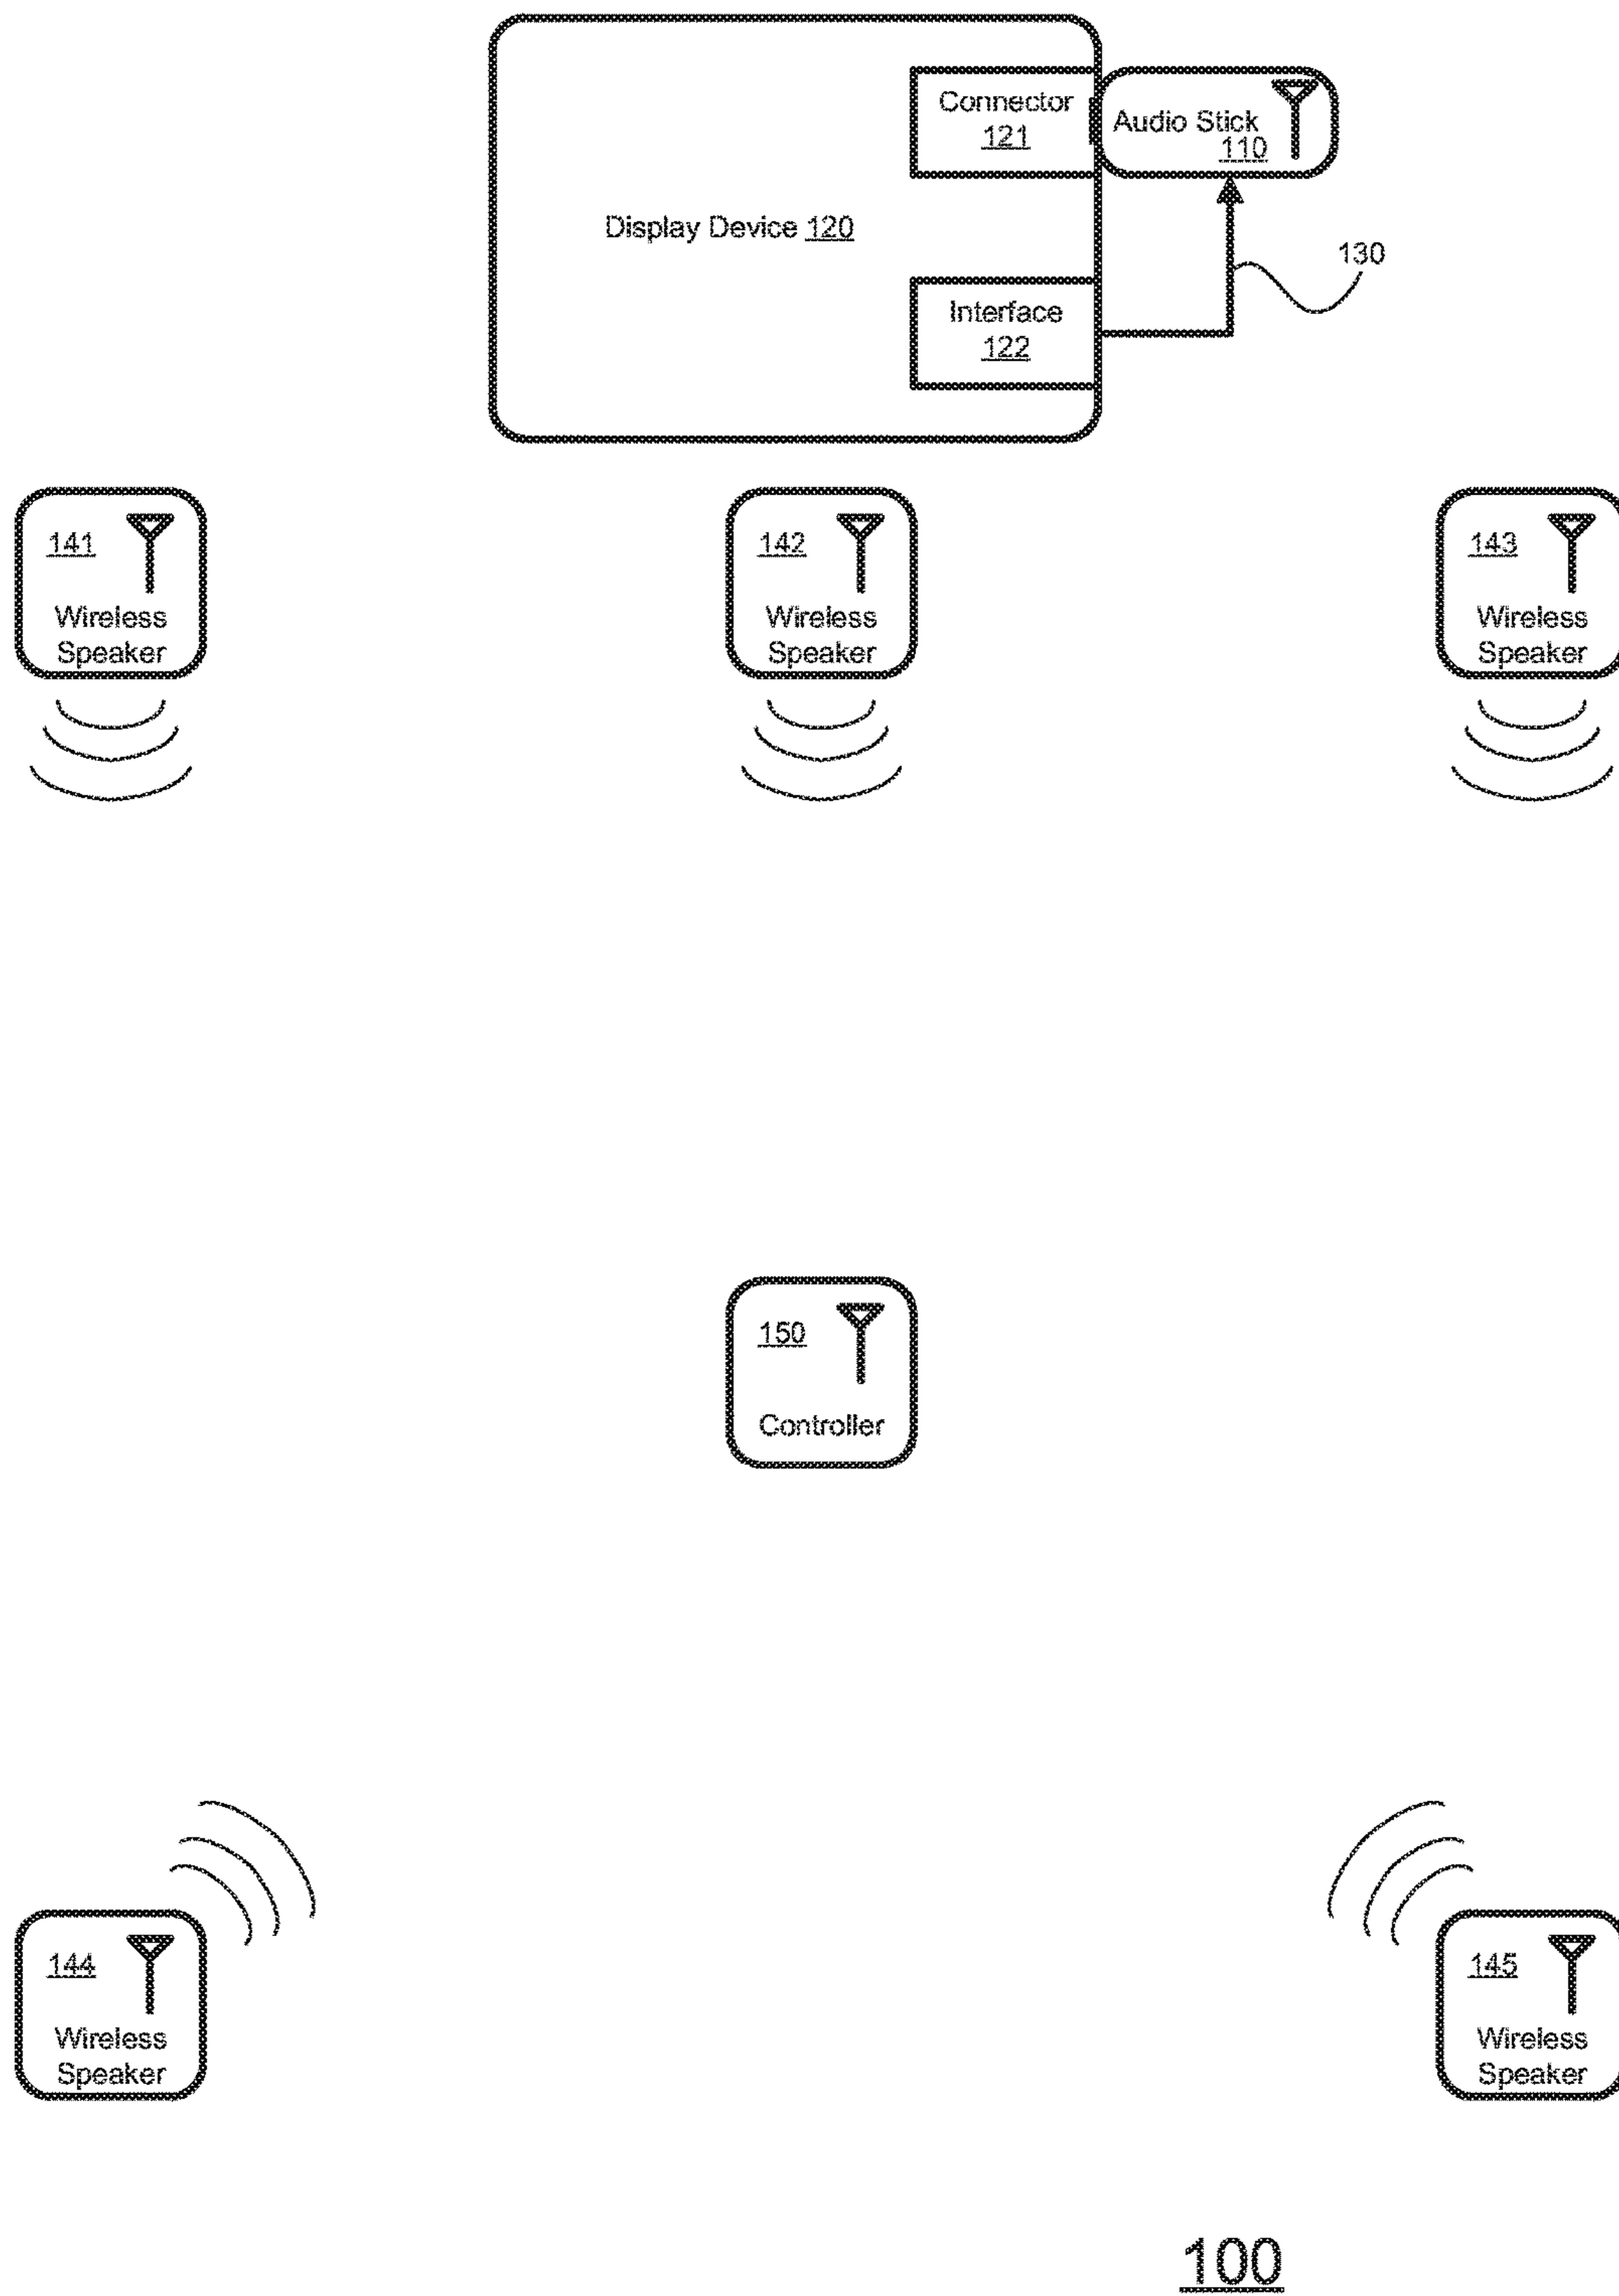 Connector
121
Audio Stick
110
Display Device 120
130
Interface
122
141
Wireless
Speaker
142
Wireless
Speaker
143
Wireless
Speaker
150
Controller
144
Wireless
Speaker
145
Wireless
Speaker
100